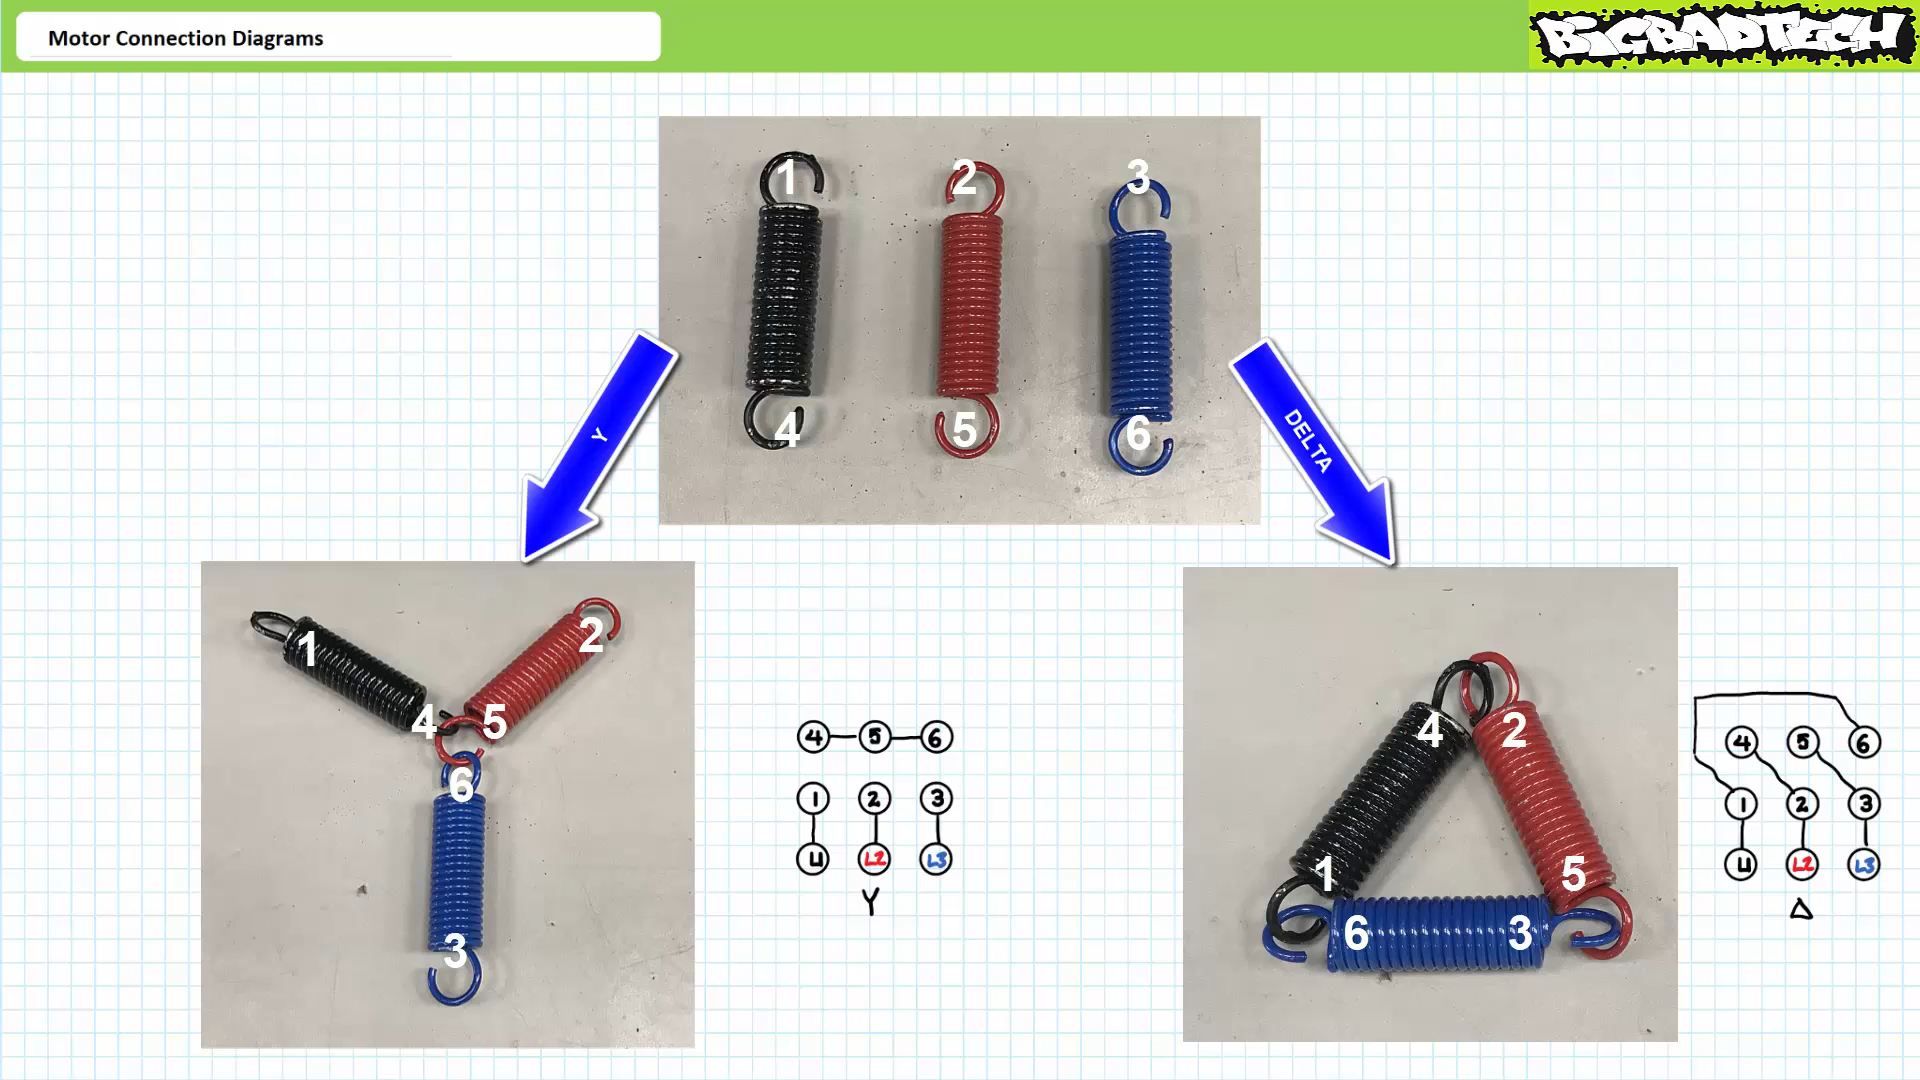 Motor Connection Diagrams
BIGBADTECH
1 2 3
4 5 6
Y
DELTA
1 2
4 5
6
3
4 5 6
1 2 3
L1 L2 L3
Y
4 2
1 5
6 3
4 5 6
1 2 3
L1 L2 L3
Δ